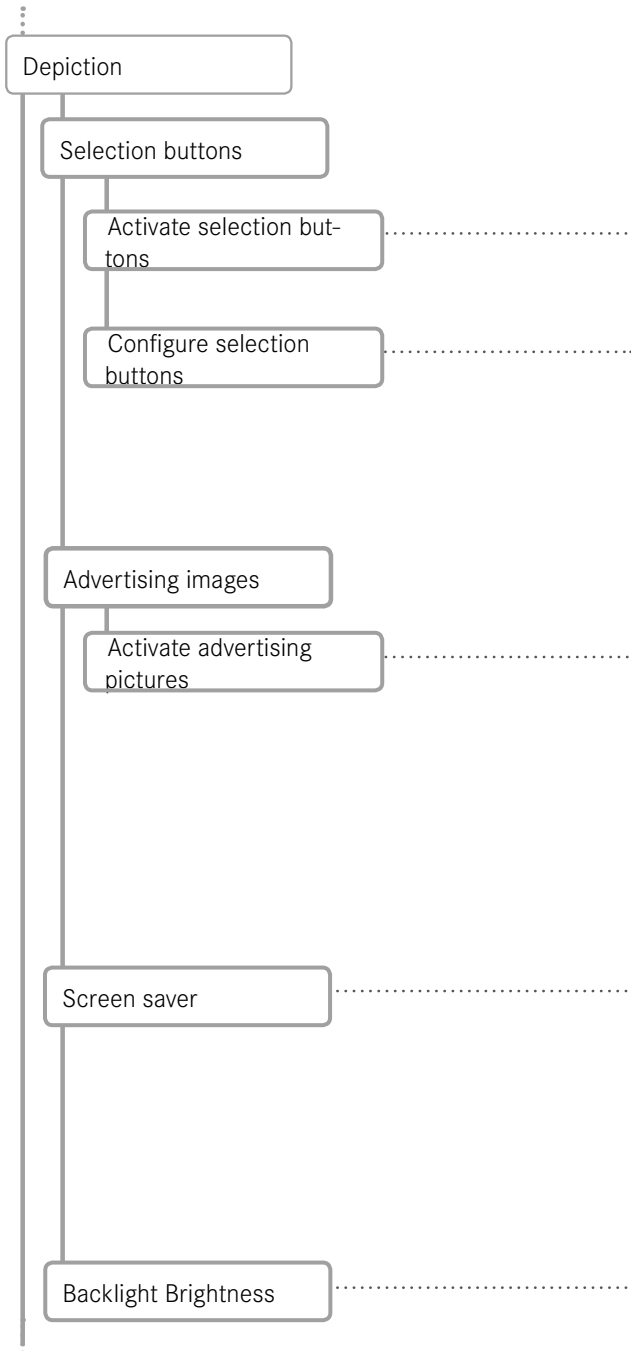 Depiction
Selection buttons
Activate selection but-
tons
Configure selection
buttons
Advertising images
Activate advertising
pictures
Screen saver
Backlight Brightness